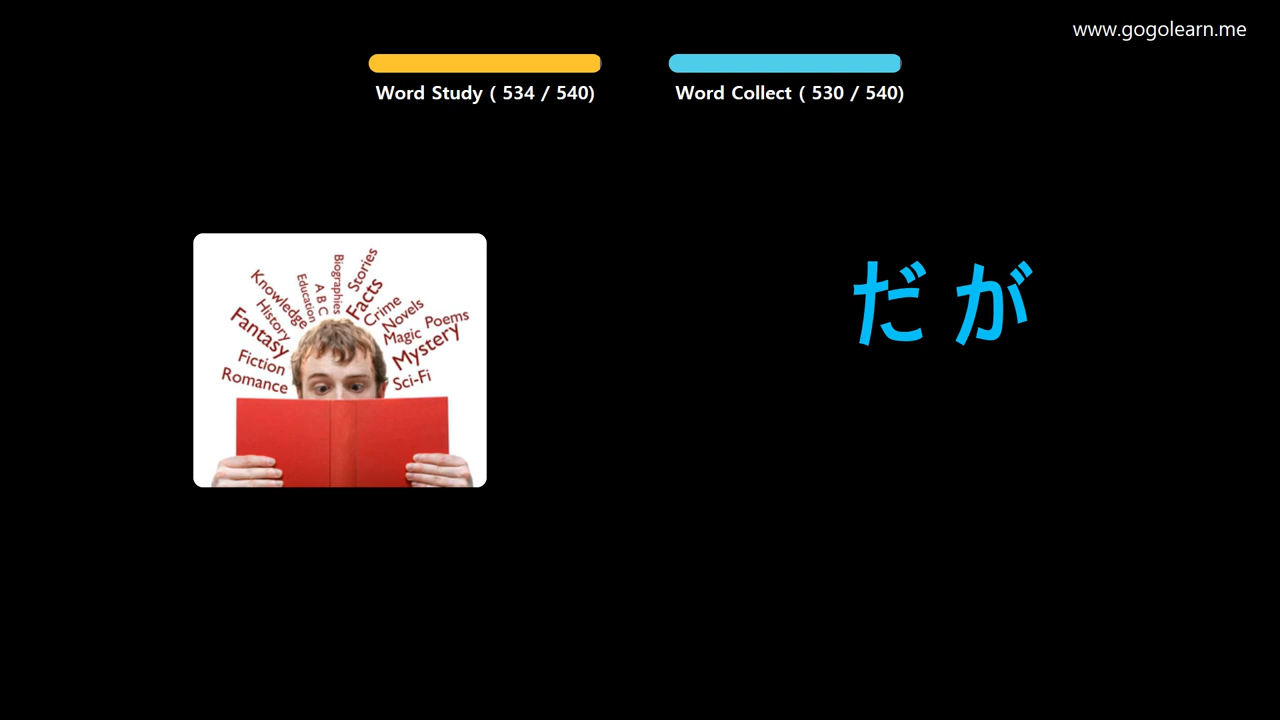 www.gogolearn.me
Word Study ( 534 / 540)
Word Collect ( 530 / 540)
だが
Knowledge
History
Fantasy
Fiction
Romance
Education
A B C
Biographies
Stories
Facts
Crime
Novels
Magic
Poems
Mystery
Sci-Fi